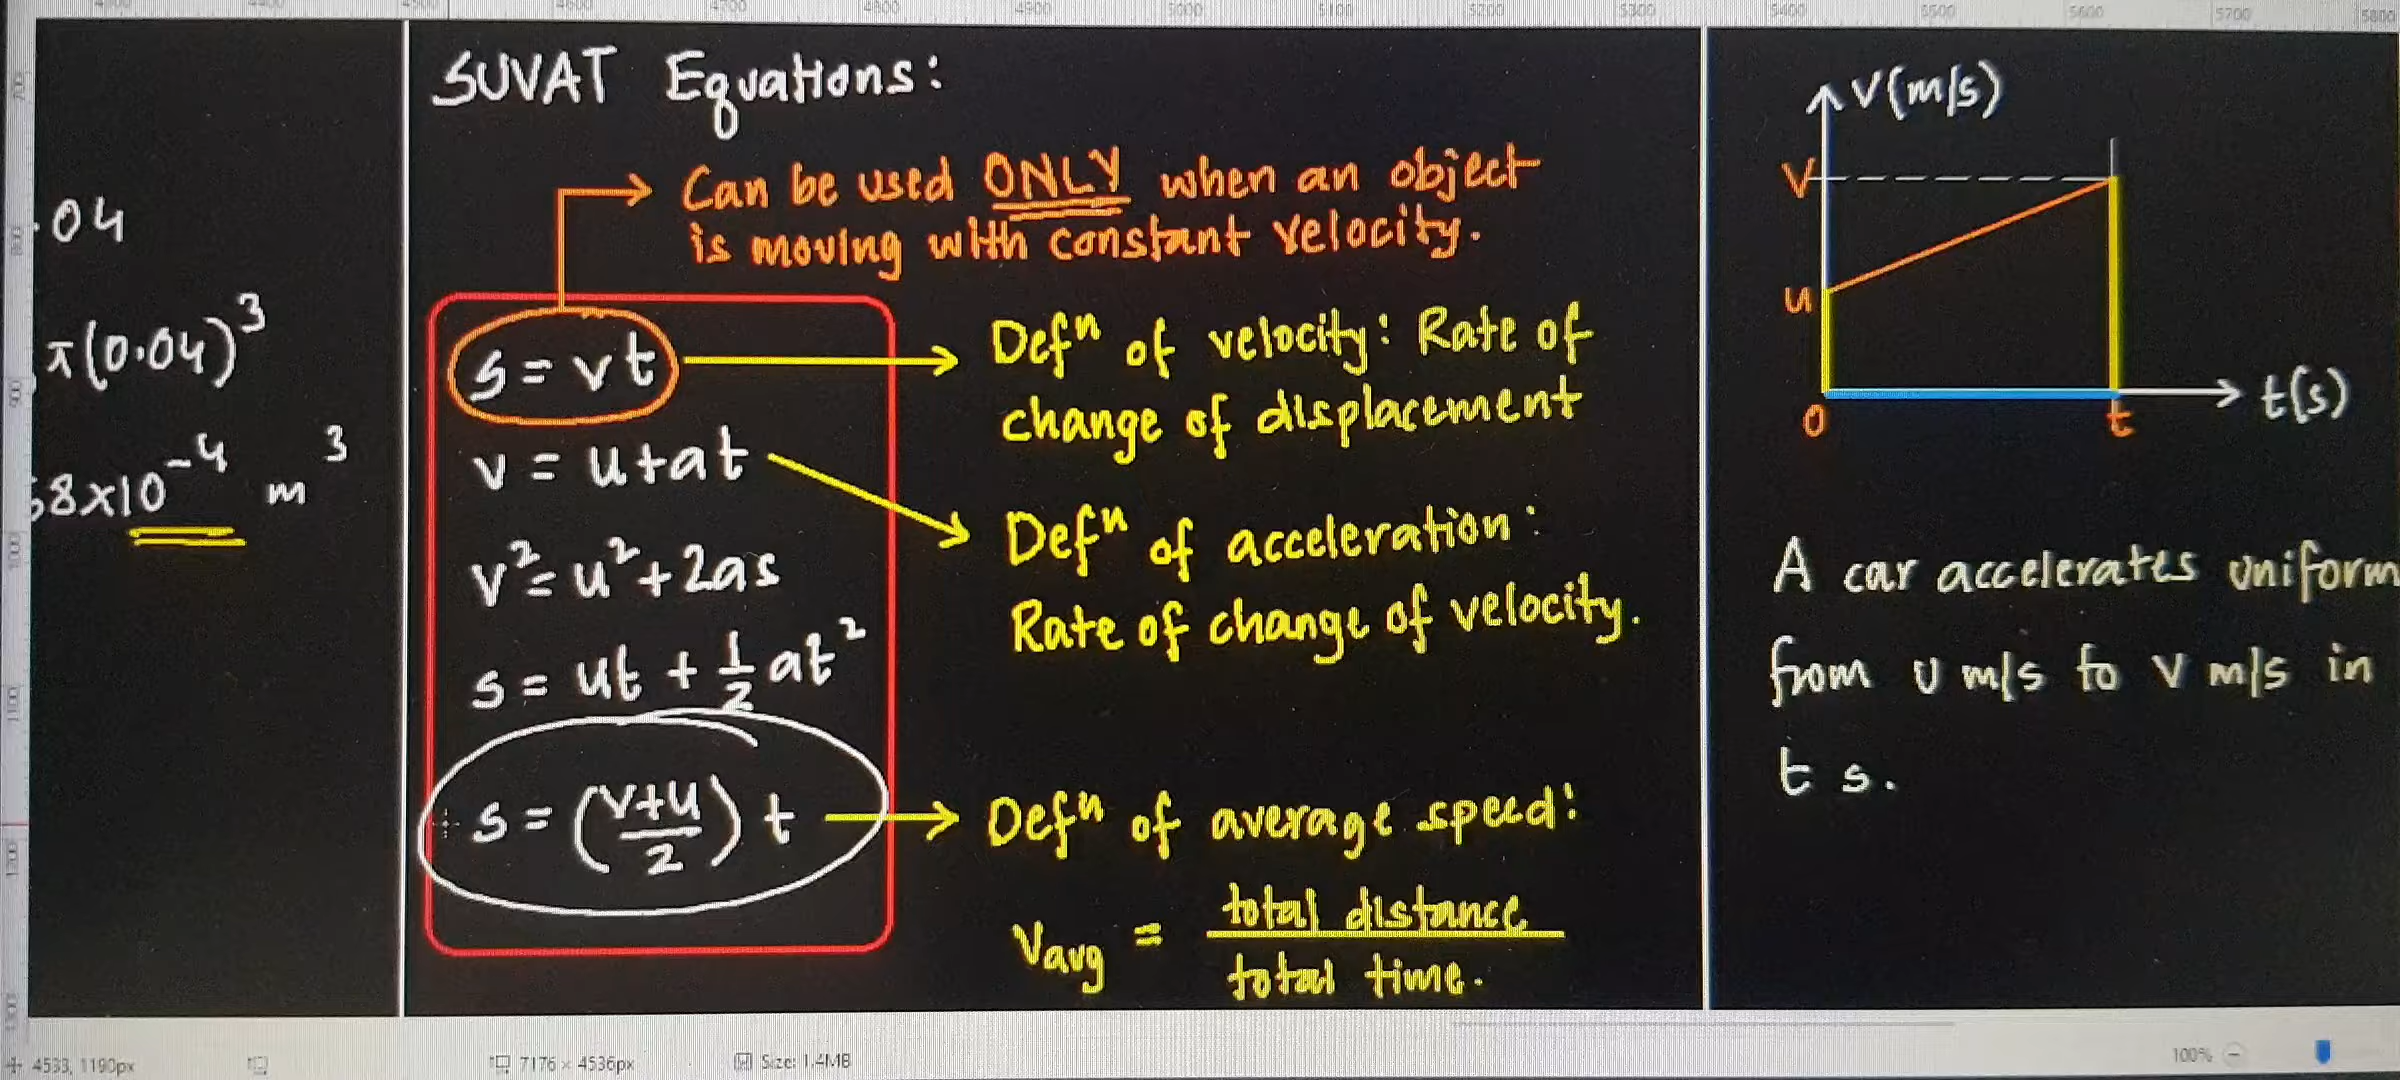 .04
π(0.04)³
68×10⁻⁴ m³
SUVAT Equations:
Can be used ONLY when an object
is moving with constant velocity.
s = vt
v = u+at
v² = u² + 2as
s = ut + ½at²
s = (v+u/2) t
Defⁿ of velocity: Rate of
change of displacement
Defⁿ of acceleration:
Rate of change of velocity.
Defⁿ of average speed:
Vavg = total distance
total time.
V(m/s)
V
u
0
t
t(s)
A car accelerates uniform
from u m/s to v m/s in
t s.
4533, 1190px
7176 × 4536px
Size: 1.4MB
100%